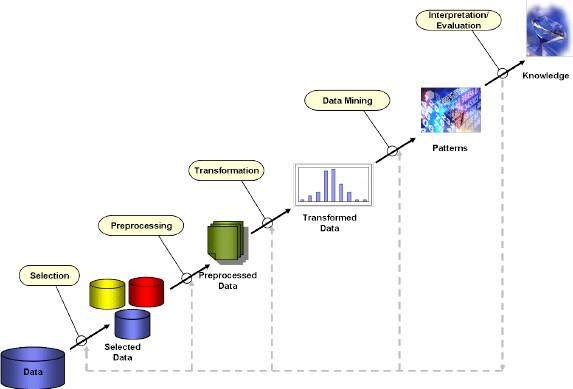 Interpretation/
Evaluation
Knowledge
Data Mining
Patterns
Transformation
Transformed
Data
Preprocessing
Preprocessed
Data
Selection
Selected
Data
Data